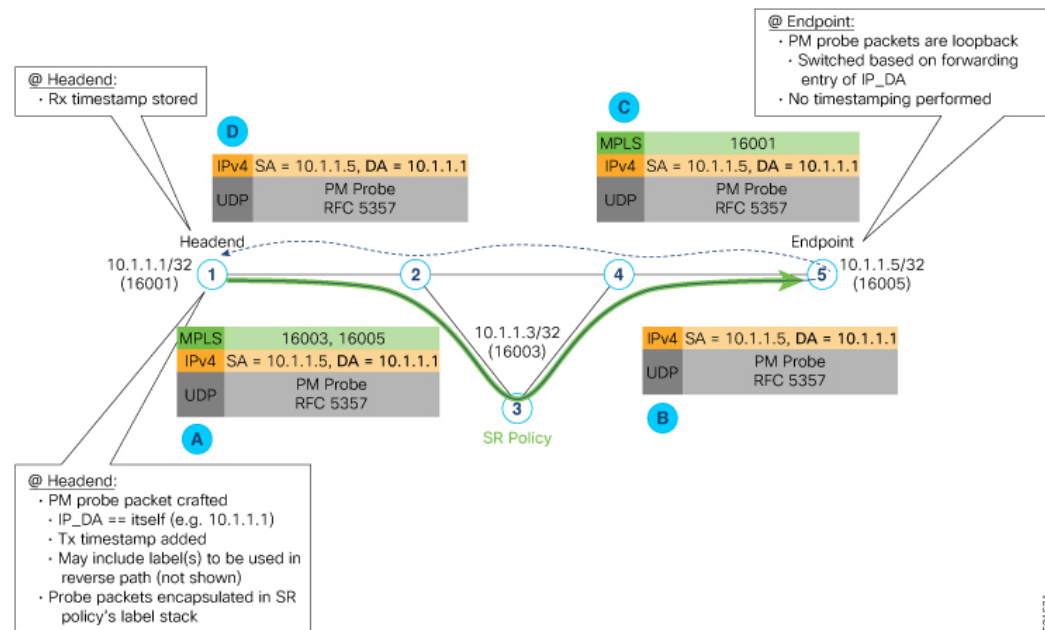 @ Endpoint:
· PM probe packets are loopback
· Switched based on forwarding
entry of IP_DA
· No timestamping performed
@ Headend:
· Rx timestamp stored
D
IPv4 SA = 10.1.1.5, DA = 10.1.1.1
UDP
PM Probe
RFC 5357
C
MPLS 16001
IPv4 SA = 10.1.1.5, DA = 10.1.1.1
UDP
PM Probe
RFC 5357
Headend
10.1.1.1/32
(16001)
1
2
4
5
Endpoint
10.1.1.5/32
(16005)
10.1.1.3/32
(16003)
3
SR Policy
MPLS 16003, 16005
IPv4 SA = 10.1.1.5, DA = 10.1.1.1
UDP
PM Probe
RFC 5357
A
IPv4 SA = 10.1.1.5, DA = 10.1.1.1
UDP
PM Probe
RFC 5357
B
@ Headend:
· PM probe packet crafted
· IP_DA == itself (e.g. 10.1.1.1)
· Tx timestamp added
· May include label(s) to be used in
reverse path (not shown)
· Probe packets encapsulated in SR
policy's label stack